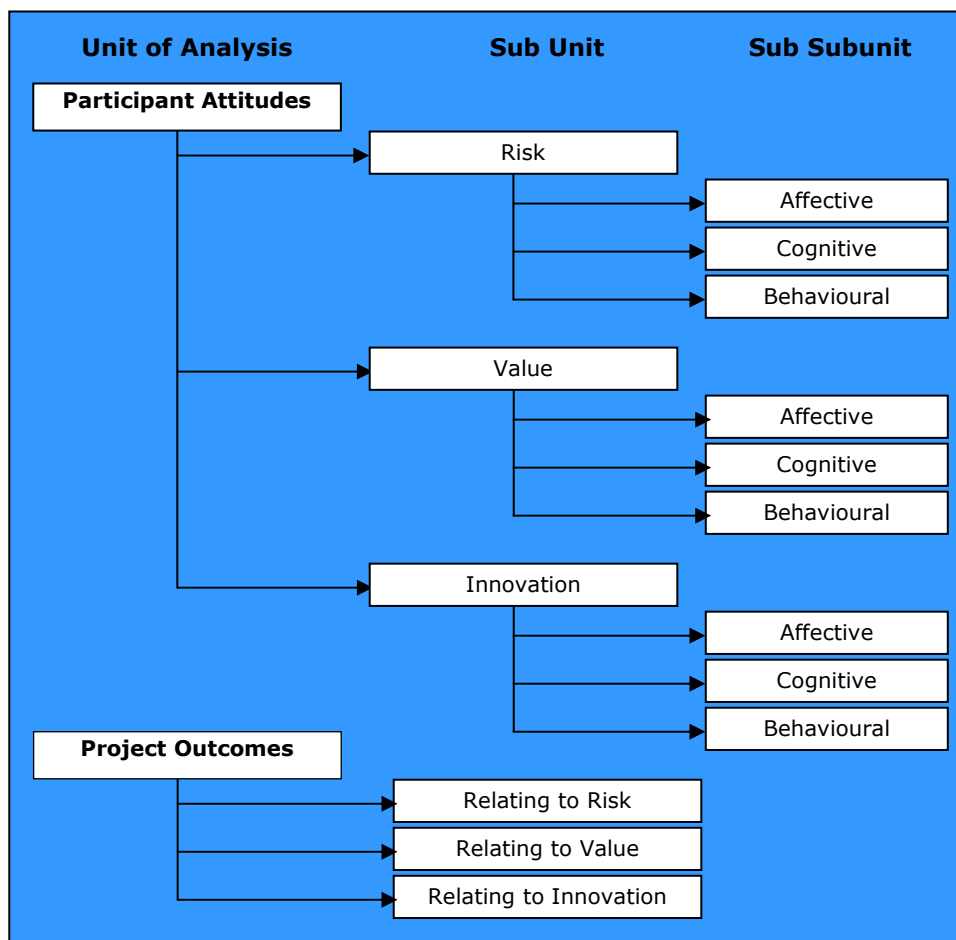 Unit of Analysis
Sub Unit
Sub Subunit
Participant Attitudes
Risk
Affective
Cognitive
Behavioural
Value
Affective
Cognitive
Behavioural
Innovation
Affective
Cognitive
Behavioural
Project Outcomes
Relating to Risk
Relating to Value
Relating to Innovation